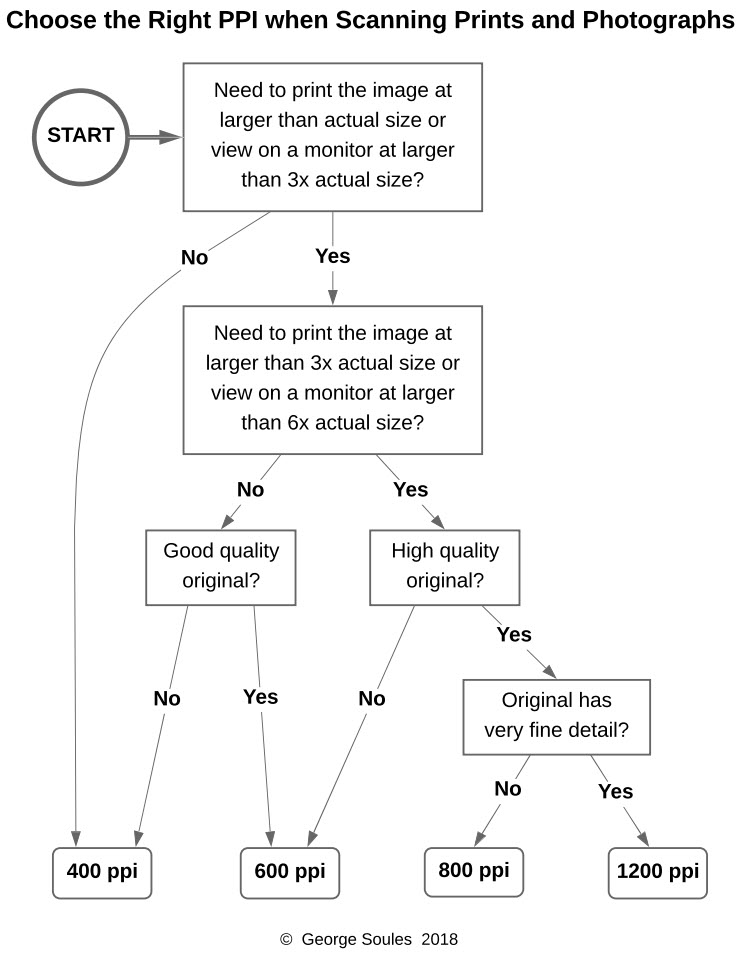 Choose the Right PPI when Scanning Prints and Photographs
START
Need to print the image at
larger than actual size or
view on a monitor at larger
than 3x actual size?
No
Yes
Need to print the image at
larger than 3x actual size or
view on a monitor at larger
than 6x actual size?
No
Yes
Good quality
original?
High quality
original?
Yes
No
Yes
No
Original has
very fine detail?
No
Yes
400 ppi
600 ppi
800 ppi
1200 ppi
© George Soules 2018